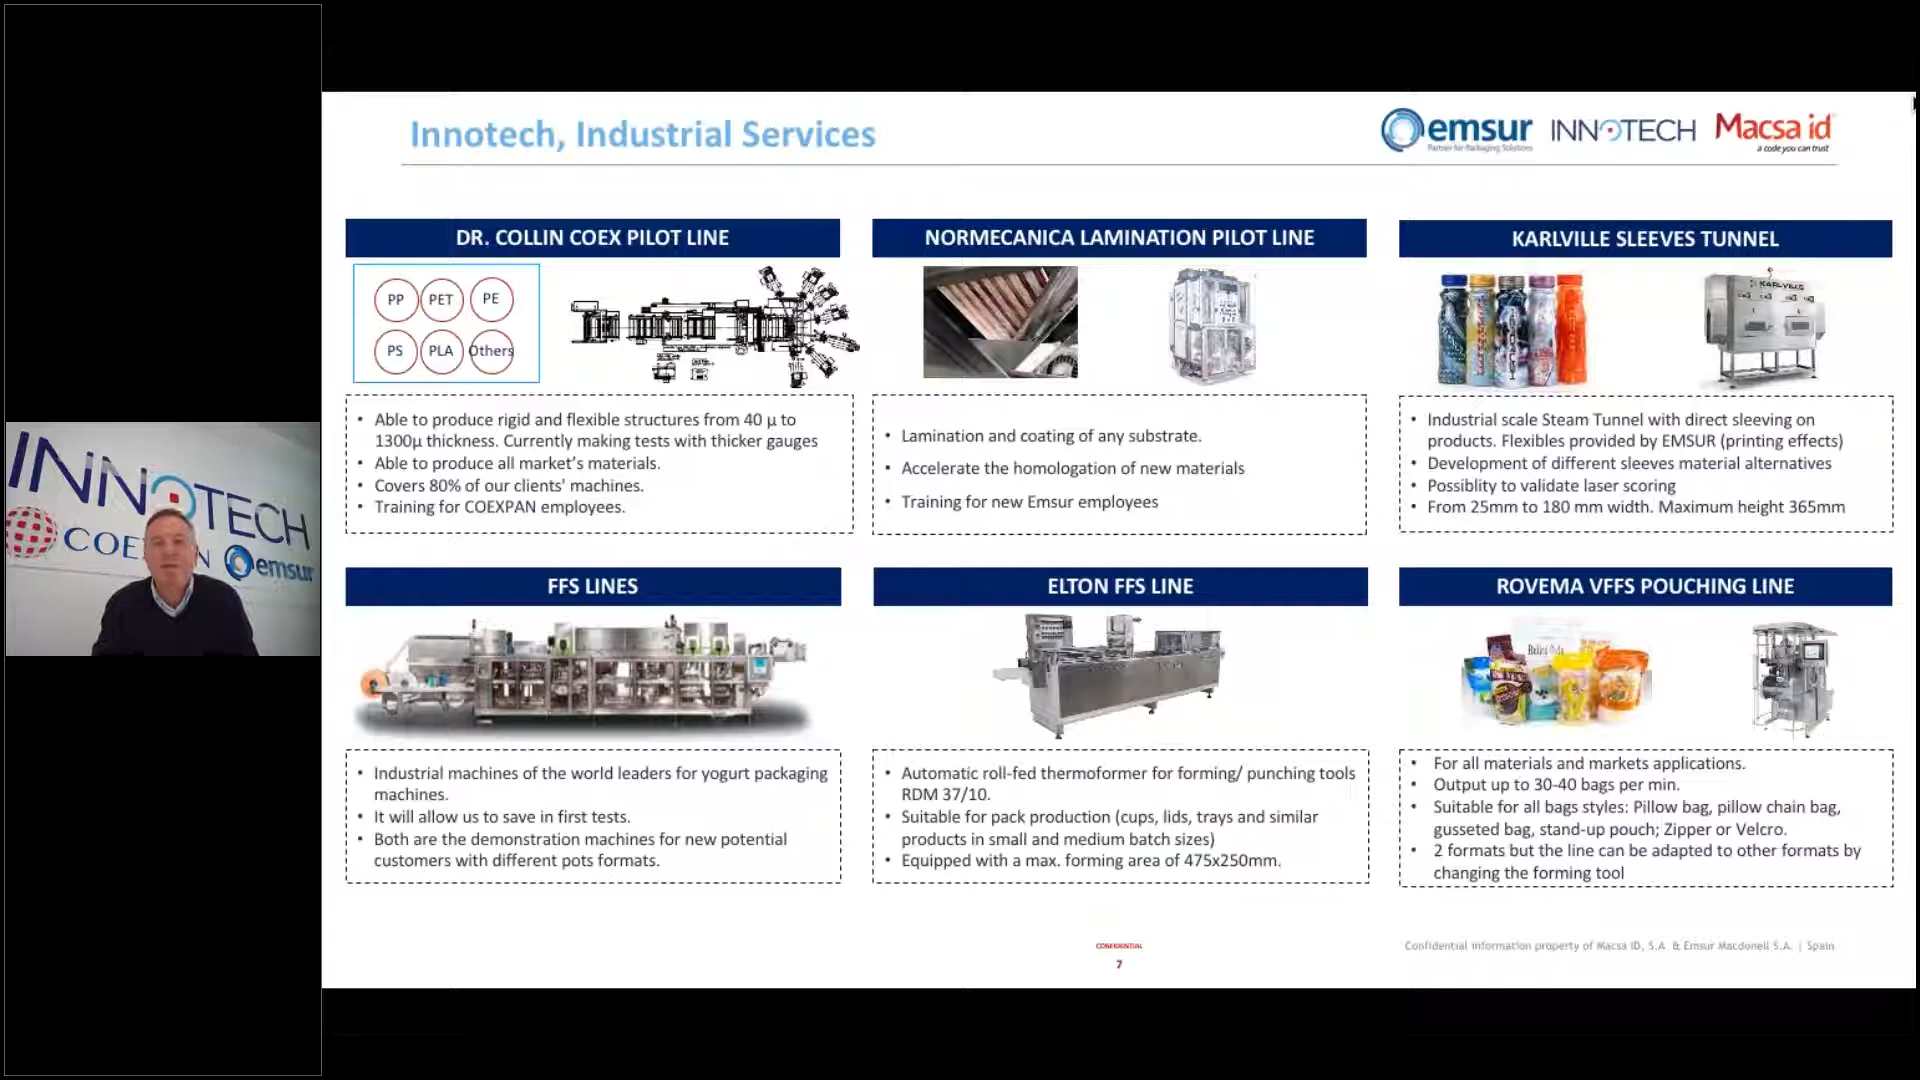 Innotech, Industrial Services
emsur
Partner for Packaging Solutions
INNOTECH
Macsa id
a code you can trust
DR. COLLIN COEX PILOT LINE
PP PET PE
PS PLA Others
• Able to produce rigid and flexible structures from 40 µ to
1300µ thickness. Currently making tests with thicker gauges
• Able to produce all market's materials.
• Covers 80% of our clients' machines.
• Training for COEXPAN employees.
NORMECANICA LAMINATION PILOT LINE
• Lamination and coating of any substrate.
• Accelerate the homologation of new materials
• Training for new Emsur employees
KARLVILLE SLEEVES TUNNEL
KARLVILLE
• Industrial scale Steam Tunnel with direct sleeving on
products. Flexibles provided by EMSUR (printing effects)
• Development of different sleeves material alternatives
• Possiblity to validate laser scoring
• From 25mm to 180 mm width. Maximum height 365mm
FFS LINES
• Industrial machines of the world leaders for yogurt packaging
machines.
• It will allow us to save in first tests.
• Both are the demonstration machines for new potential
customers with different pots formats.
ELTON FFS LINE
• Automatic roll-fed thermoformer for forming/ punching tools
RDM 37/10.
• Suitable for pack production (cups, lids, trays and similar
products in small and medium batch sizes)
• Equipped with a max. forming area of 475x250mm.
ROVEMA VFFS POUCHING LINE
• For all materials and markets applications.
• Output up to 30-40 bags per min.
• Suitable for all bags styles: Pillow bag, pillow chain bag,
gusseted bag, stand-up pouch; Zipper or Velcro.
• 2 formats but the line can be adapted to other formats by
changing the forming tool
CONFIDENTIAL
7
Confidential information property of Macsa ID, S.A & Emsur Macdonell S.A. | Spain
INNOTECH
COE N
emsur